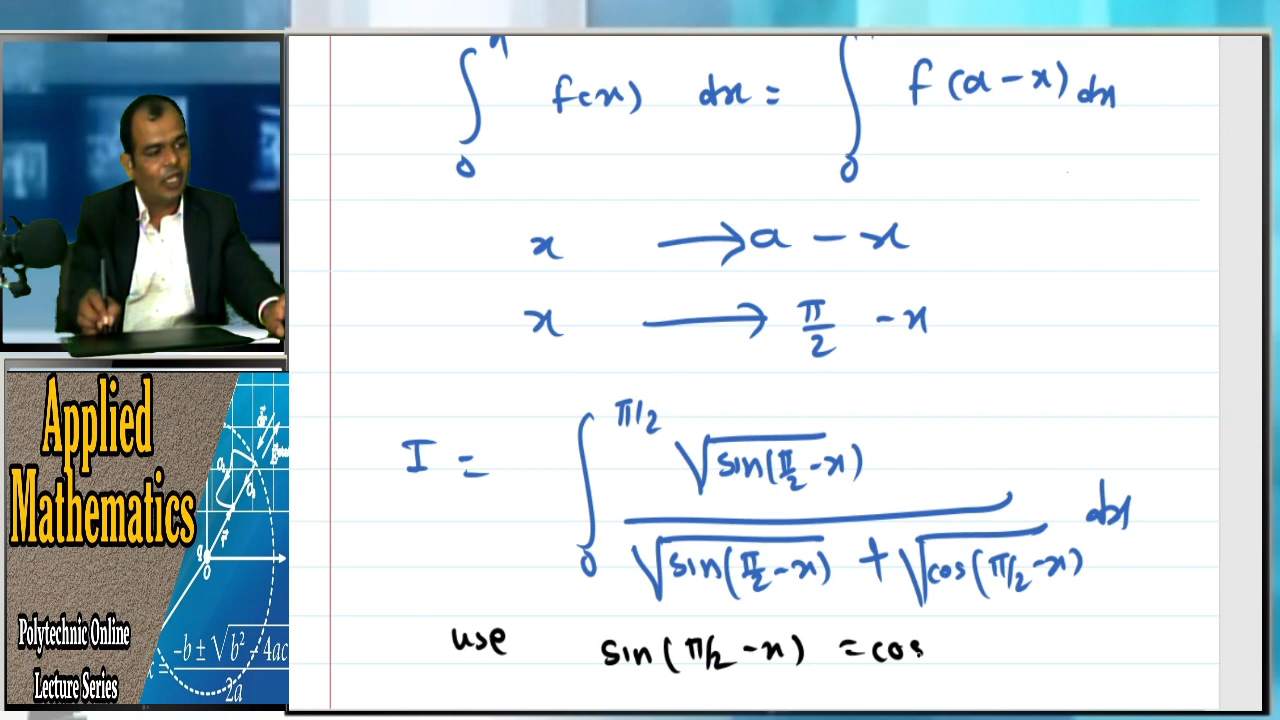 ∫₀ᵃ f(x) dx = ∫₀ f(a-x) dx
x → a - x
x → π/2 - x
I = ∫₀^(π/2) √sin(π/2-x) / (√sin(π/2-x) + √cos(π/2-x)) dx
use sin(π/2-x) = cos
Applied
Mathematics
Polytechnic Online
Lecture Series
-b ± √b² - 4ac
2a